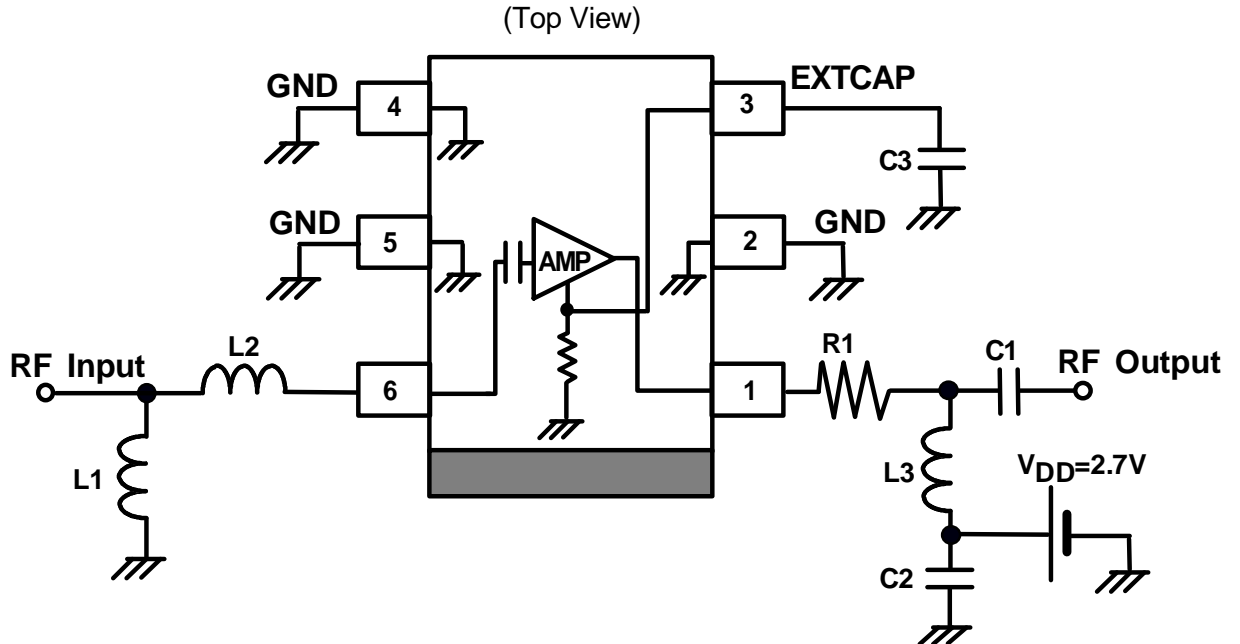 (Top View)
GND
4
3
EXTCAP
C3
GND
5
2
GND
AMP
RF Input
L2
6
1
R1
C1
RF Output
L1
L3
VDD=2.7V
C2